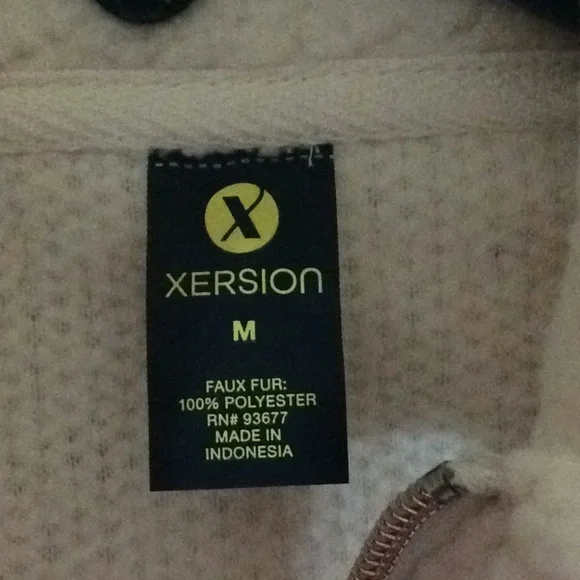 X
XERSION
M
FAUX FUR:
100% POLYESTER
RN# 93677
MADE IN
INDONESIA